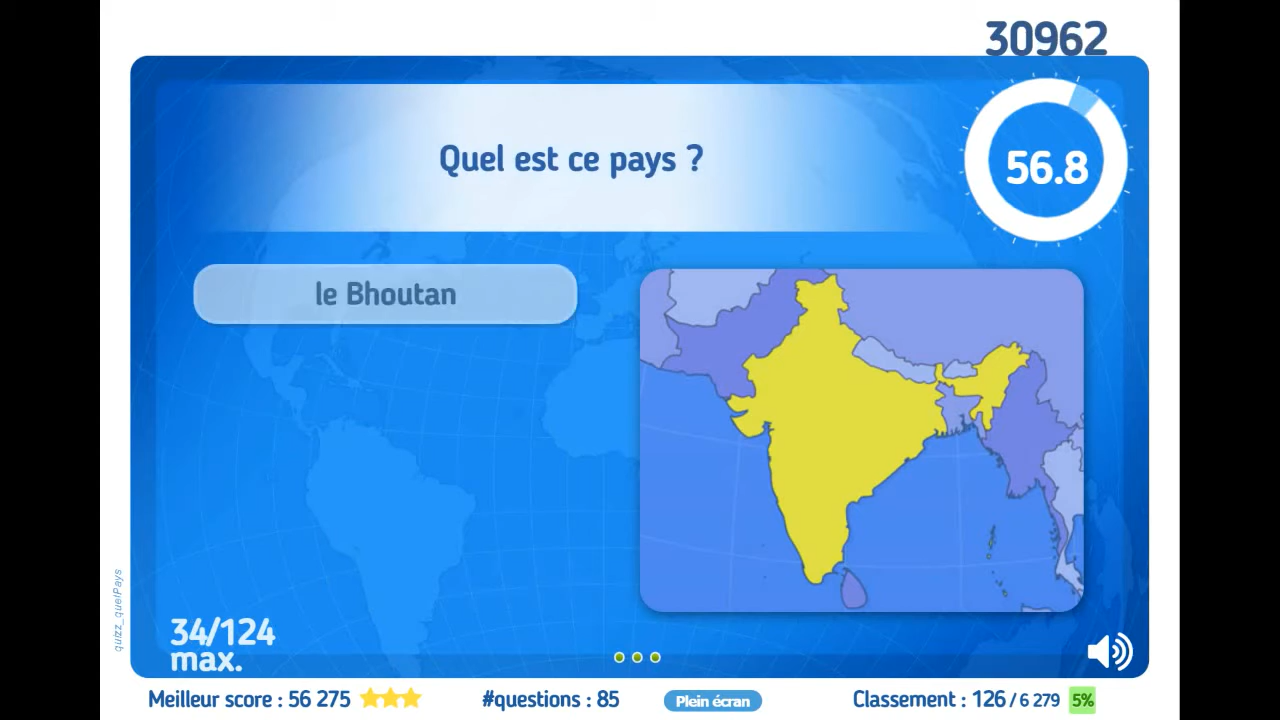 30962
Quel est ce pays ?
56.8
le Bhoutan
quizz_quelPays
34/124
max.
Meilleur score : 56 275
#questions : 85
Plein écran
Classement : 126 / 6 279
5%